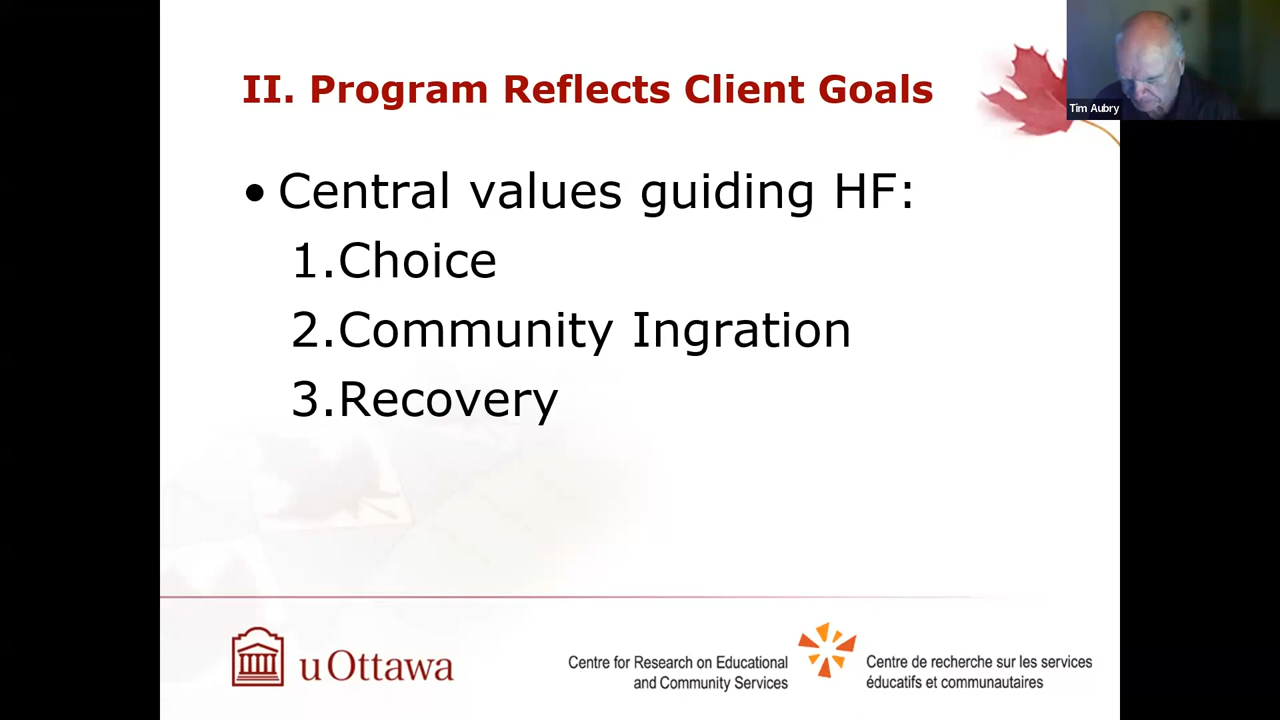 II. Program Reflects Client Goals
Tim Aubry
• Central values guiding HF:
1.Choice
2.Community Ingration
3.Recovery
uOttawa
Centre for Research on Educational
and Community Services
Centre de recherche sur les services
éducatifs et communautaires